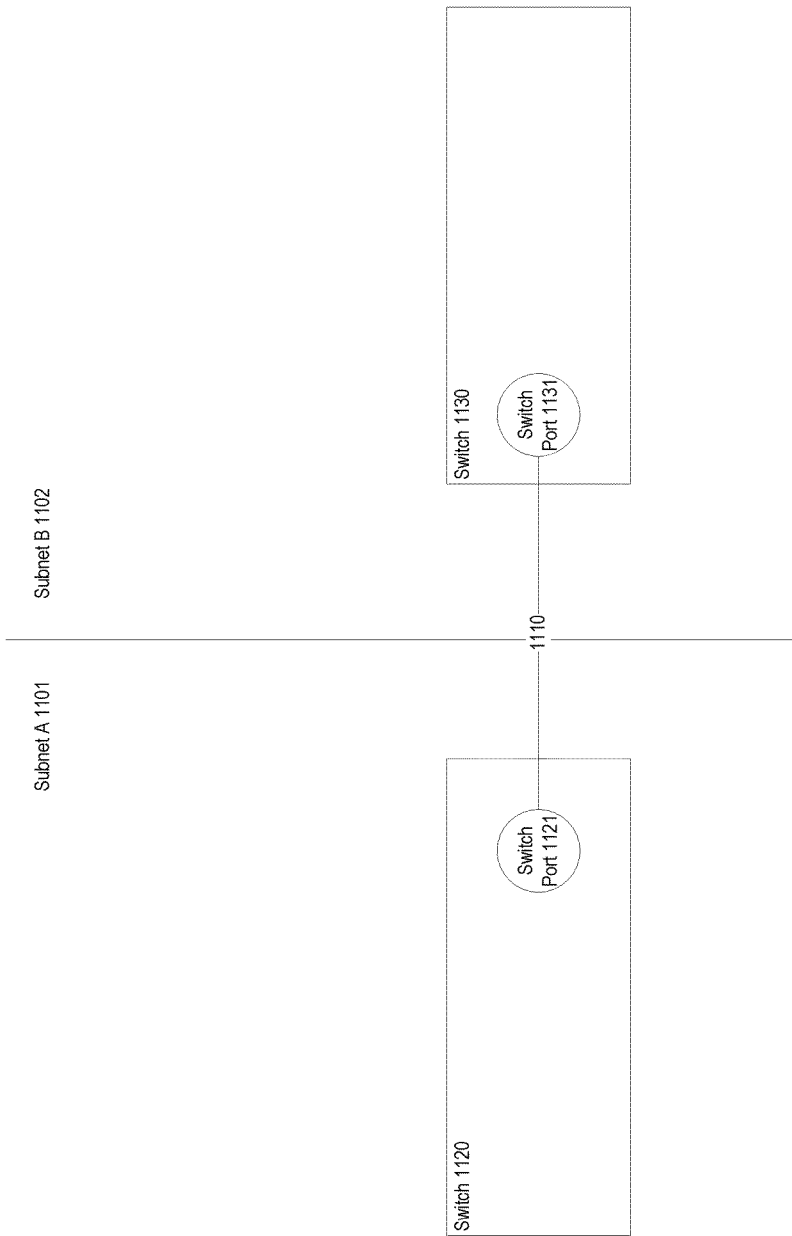 Subnet A 1101
Subnet B 1102
Switch 1120
Switch
Port 1121
1110
Switch 1130
Switch
Port 1131